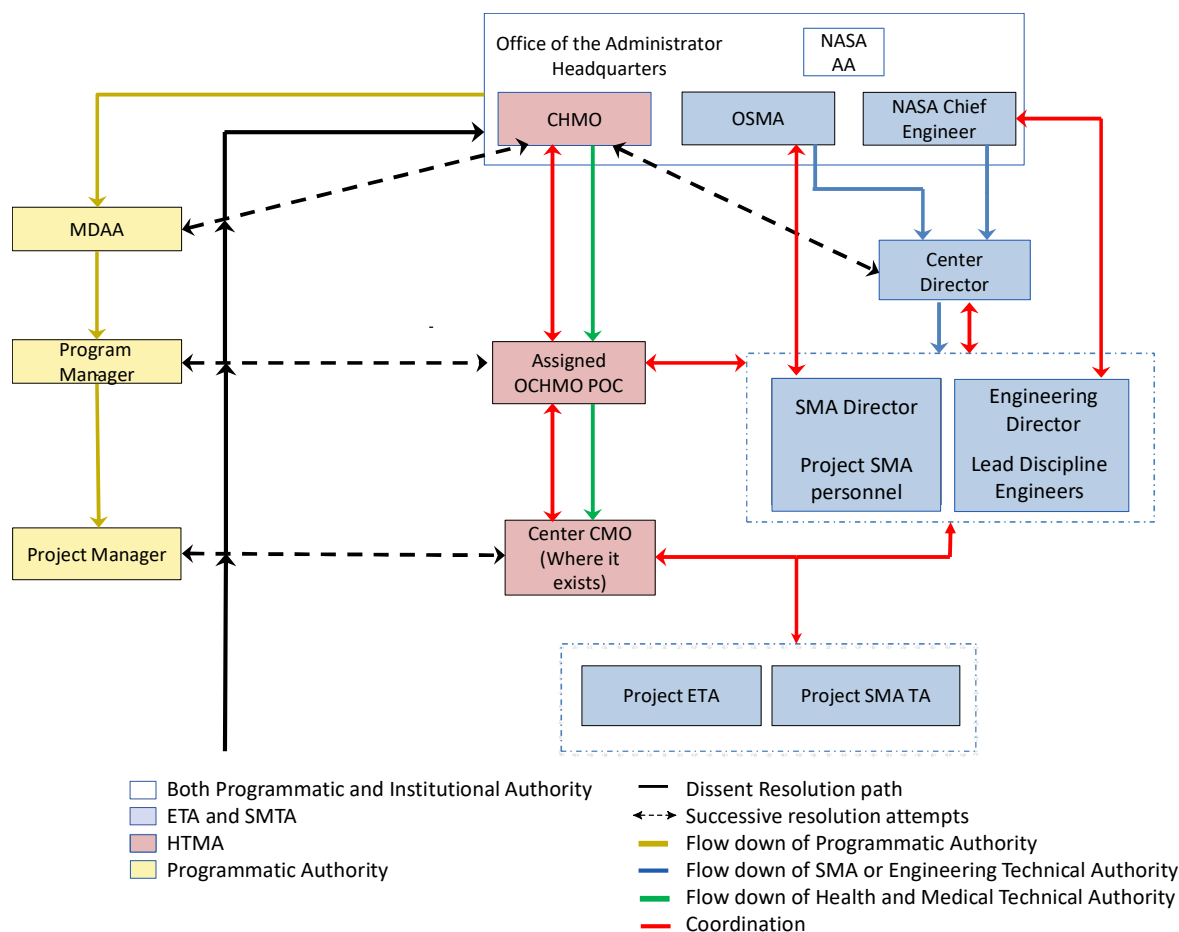 Office of the Administrator
Headquarters
NASA
AA
CHMO
OSMA
NASA Chief
Engineer
MDAA
Center
Director
-
Program
Manager
Assigned
OCHMO POC
SMA Director
Project SMA
personnel
Engineering
Director
Lead Discipline
Engineers
Project Manager
Center CMO
(Where it
exists)
Project ETA
Project SMA TA
Both Programmatic and Institutional Authority
ETA and SMTA
HTMA
Programmatic Authority
Dissent Resolution path
Successive resolution attempts
Flow down of Programmatic Authority
Flow down of SMA or Engineering Technical Authority
Flow down of Health and Medical Technical Authority
Coordination